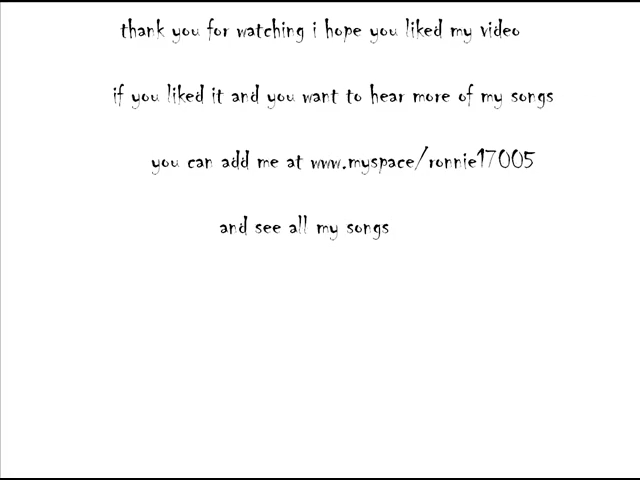 thank you for watching i hope you liked my video
if you liked it and you want to hear more of my songs
you can add me at www.myspace/ronnie17005
and see all my songs